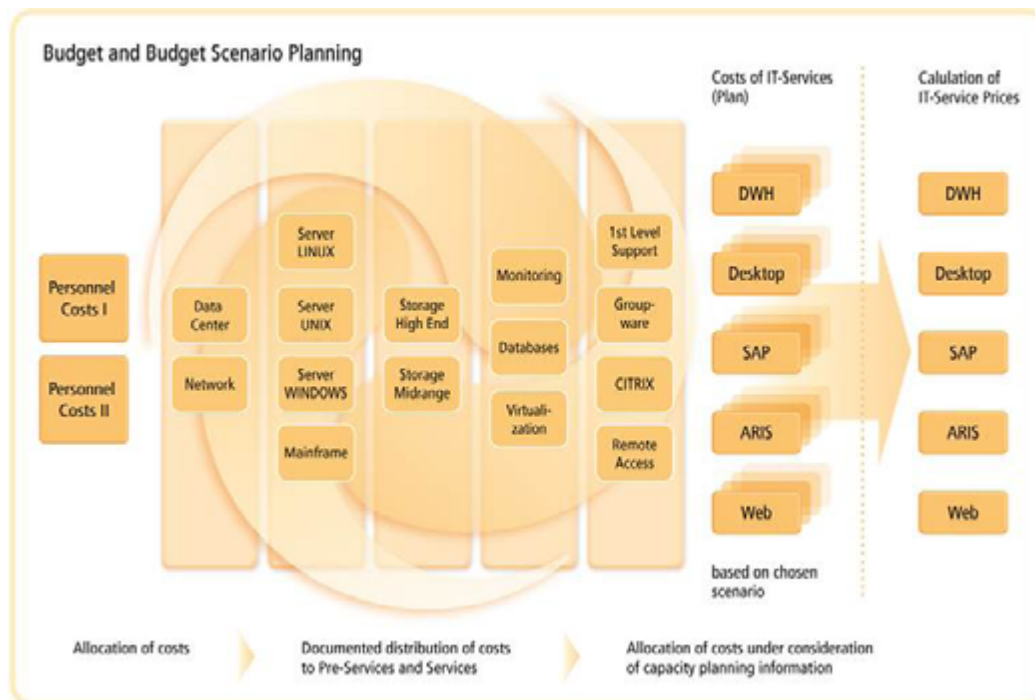 Budget and Budget Scenario Planning
Costs of IT-Services
(Plan)
Calulation of
IT-Service Prices
Personnel
Costs I
Personnel
Costs II
Data
Center
Network
Server
LINUX
Server
UNIX
Server
WINDOWS
Mainframe
Storage
High End
Storage
Midrange
Monitoring
Databases
Virtuali-
zation
1st Level
Support
Group-
ware
CITRIX
Remote
Access
DWH
Desktop
SAP
ARIS
Web
based on chosen
scenario
DWH
Desktop
SAP
ARIS
Web
Allocation of costs
Documented distribution of costs
to Pre-Services and Services
Allocation of costs under consideration
of capacity planning information